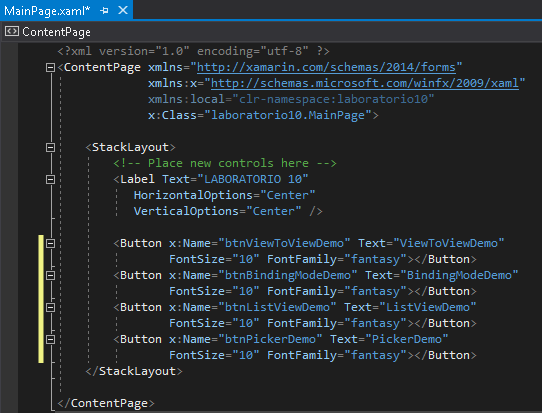 MainPage.xaml*
ContentPage
<?xml version="1.0" encoding="utf-8" ?>
<ContentPage xmlns="http://xamarin.com/schemas/2014/forms"
xmlns:x="http://schemas.microsoft.com/winfx/2009/xaml"
xmlns:local="clr-namespace:laboratorio10"
x:Class="laboratorio10.MainPage">
<StackLayout>
<!-- Place new controls here -->
<Label Text="LABORATORIO 10"
HorizontalOptions="Center"
VerticalOptions="Center" />
<Button x:Name="btnViewToViewDemo" Text="ViewToViewDemo"
FontSize="10" FontFamily="fantasy"></Button>
<Button x:Name="btnBindingModeDemo" Text="BindingModeDemo"
FontSize="10" FontFamily="fantasy"></Button>
<Button x:Name="btnListViewDemo" Text="ListViewDemo"
FontSize="10" FontFamily="fantasy"></Button>
<Button x:Name="btnPickerDemo" Text="PickerDemo"
FontSize="10" FontFamily="fantasy"></Button>
</StackLayout>
</ContentPage>